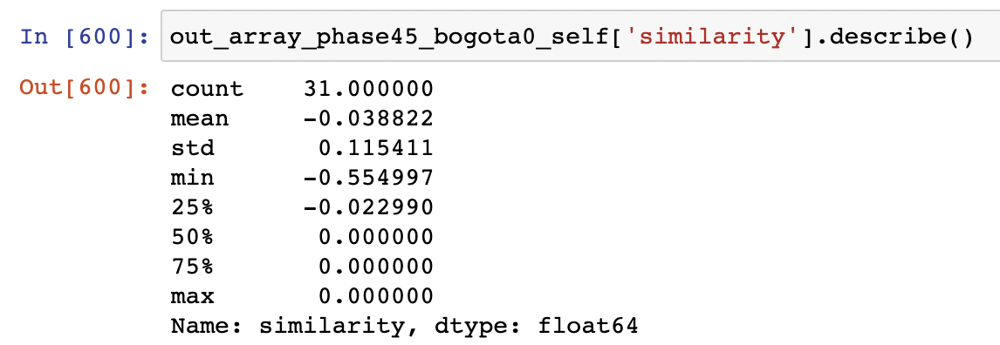 In [600]: out_array_phase45_bogota0_self['similarity'].describe()
Out[600]: count    31.000000
mean     -0.038822
std       0.115411
min      -0.554997
25%      -0.022990
50%       0.000000
75%       0.000000
max       0.000000
Name: similarity, dtype: float64